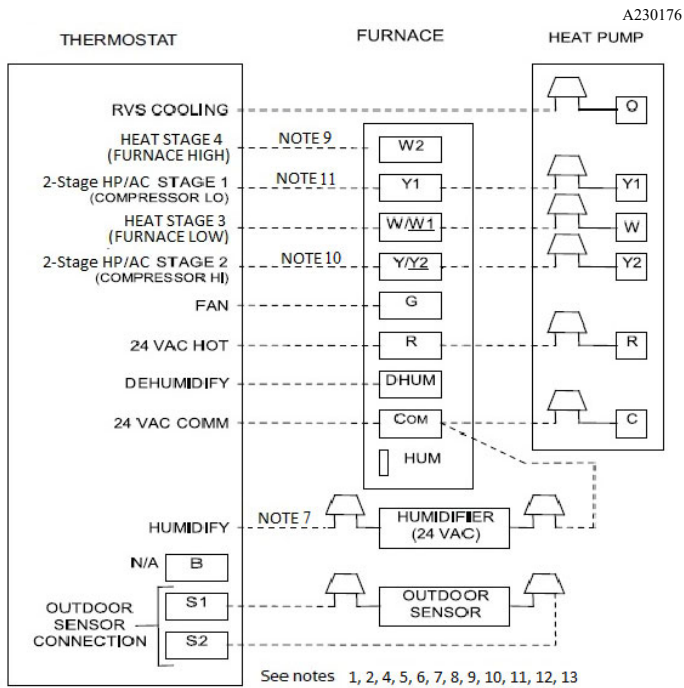 A230176
THERMOSTAT
FURNACE
HEAT PUMP
RVS COOLING
O
HEAT STAGE 4
(FURNACE HIGH)
NOTE 9
W2
2-Stage HP/AC STAGE 1
(COMPRESSOR LO)
NOTE11
Y1
Y1
HEAT STAGE 3
(FURNACE LOW)
W/W1
W
2-Stage HP/AC STAGE 2
(COMPRESSOR HI)
NOTE 10
Y/Y2
Y2
FAN
G
24 VAC HOT
R
R
DEHUMIDIFY
DHUM
24 VAC COMM
COM
C
HUM
HUMIDIFY
NOTE 7
HUMIDIFIER
(24 VAC)
N/A
B
OUTDOOR
SENSOR
CONNECTION
S1
S2
OUTDOOR
SENSOR
See notes 1, 2, 4, 5, 6, 7, 8, 9, 10, 11, 12, 13